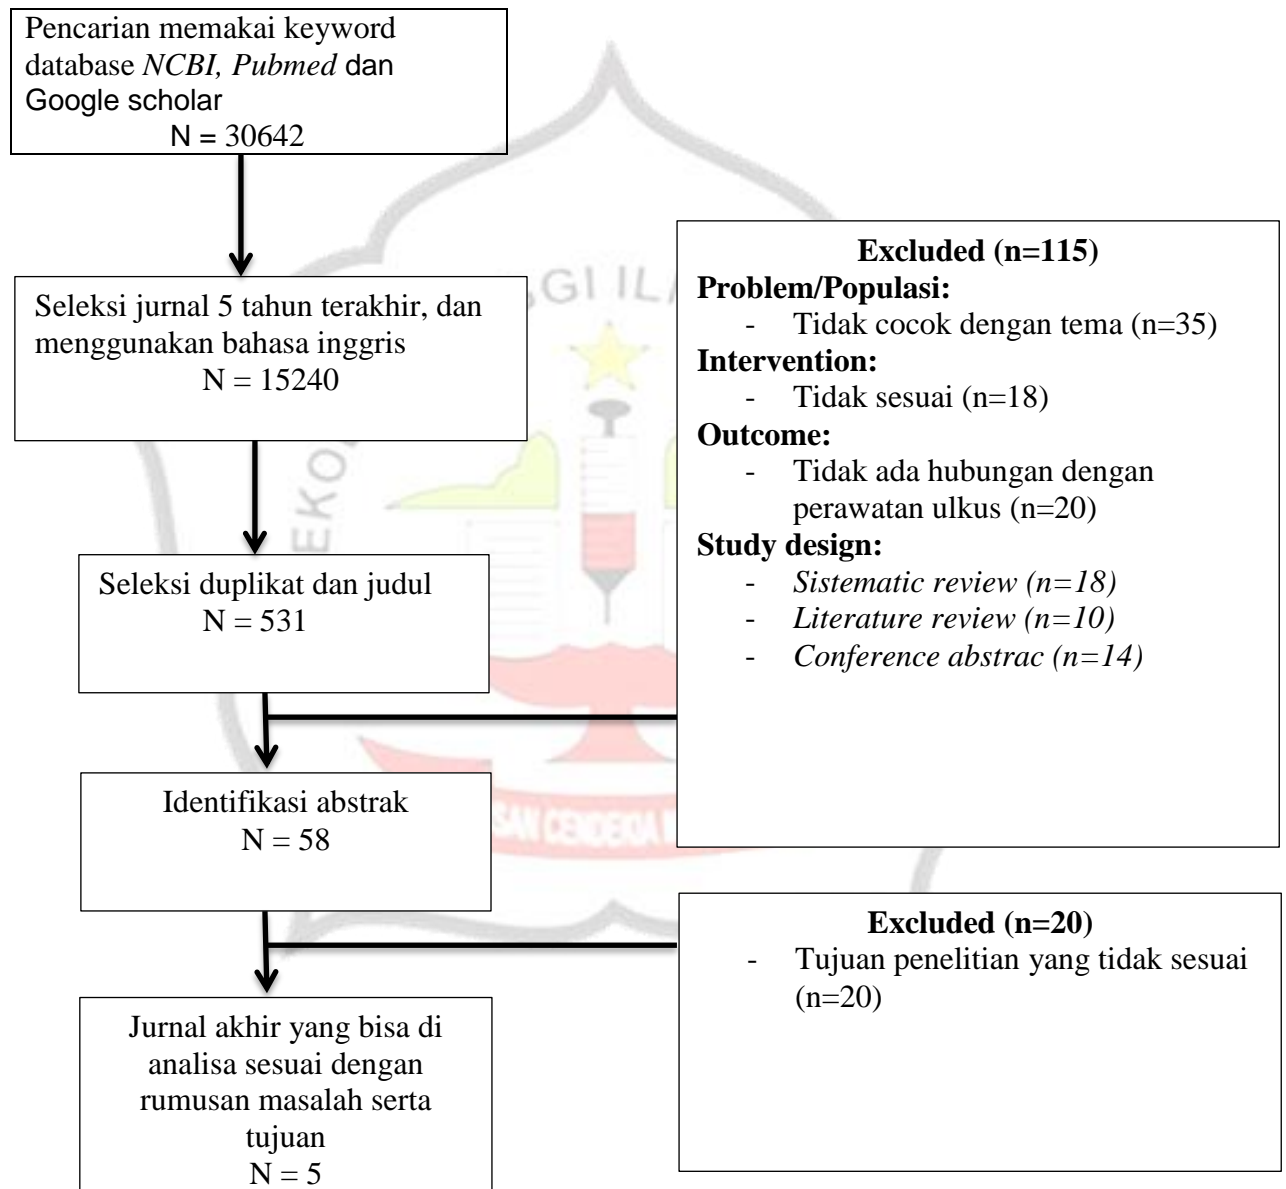 Pencarian memakai keyword
database NCBI, Pubmed dan
Google scholar
N = 30642
Seleksi jurnal 5 tahun terakhir, dan
menggunakan bahasa inggris
N = 15240
Seleksi duplikat dan judul
N = 531
Excluded (n=115)
Problem/Populasi:
- Tidak cocok dengan tema (n=35)
Intervention:
- Tidak sesuai (n=18)
Outcome:
- Tidak ada hubungan dengan
perawatan ulkus (n=20)
Study design:
- Sistematic review (n=18)
- Literature review (n=10)
- Conference abstrac (n=14)
Identifikasi abstrak
N = 58
Excluded (n=20)
- Tujuan penelitian yang tidak sesuai
(n=20)
Jurnal akhir yang bisa di
analisa sesuai dengan
rumusan masalah serta
tujuan
N = 5